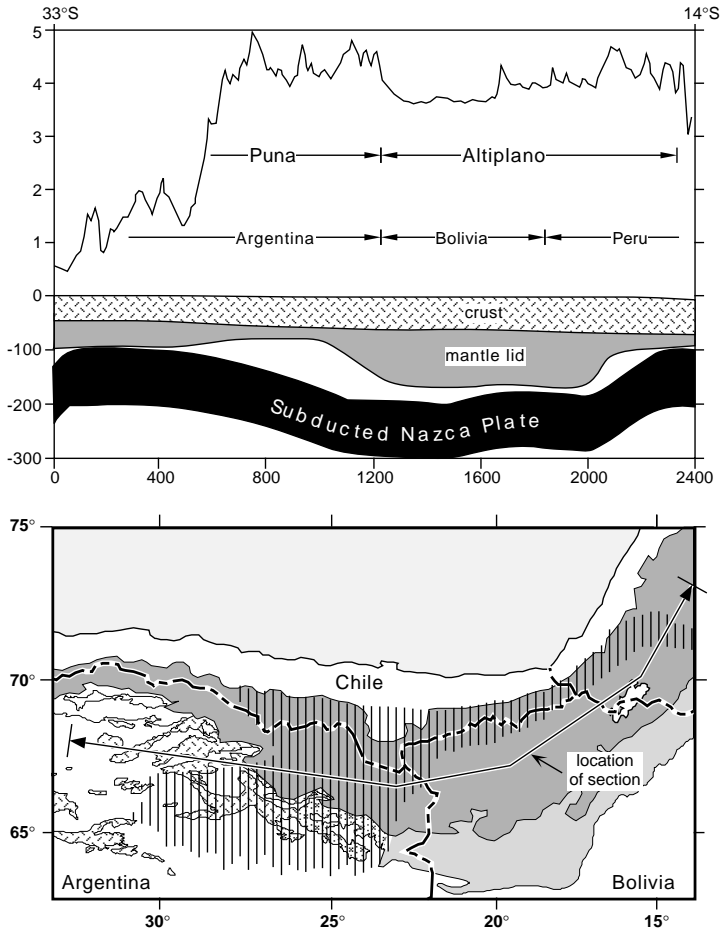 33°S 14°S
5
4
3
2
1
0
Puna Altiplano
Argentina Bolivia Peru
crust
mantle lid
-100
-200
-300
Subducted Nazca Plate
0 400 800 1200 1600 2000 2400
75°
70°
65°
Chile
location
of section
Argentina Bolivia
30° 25° 20° 15°